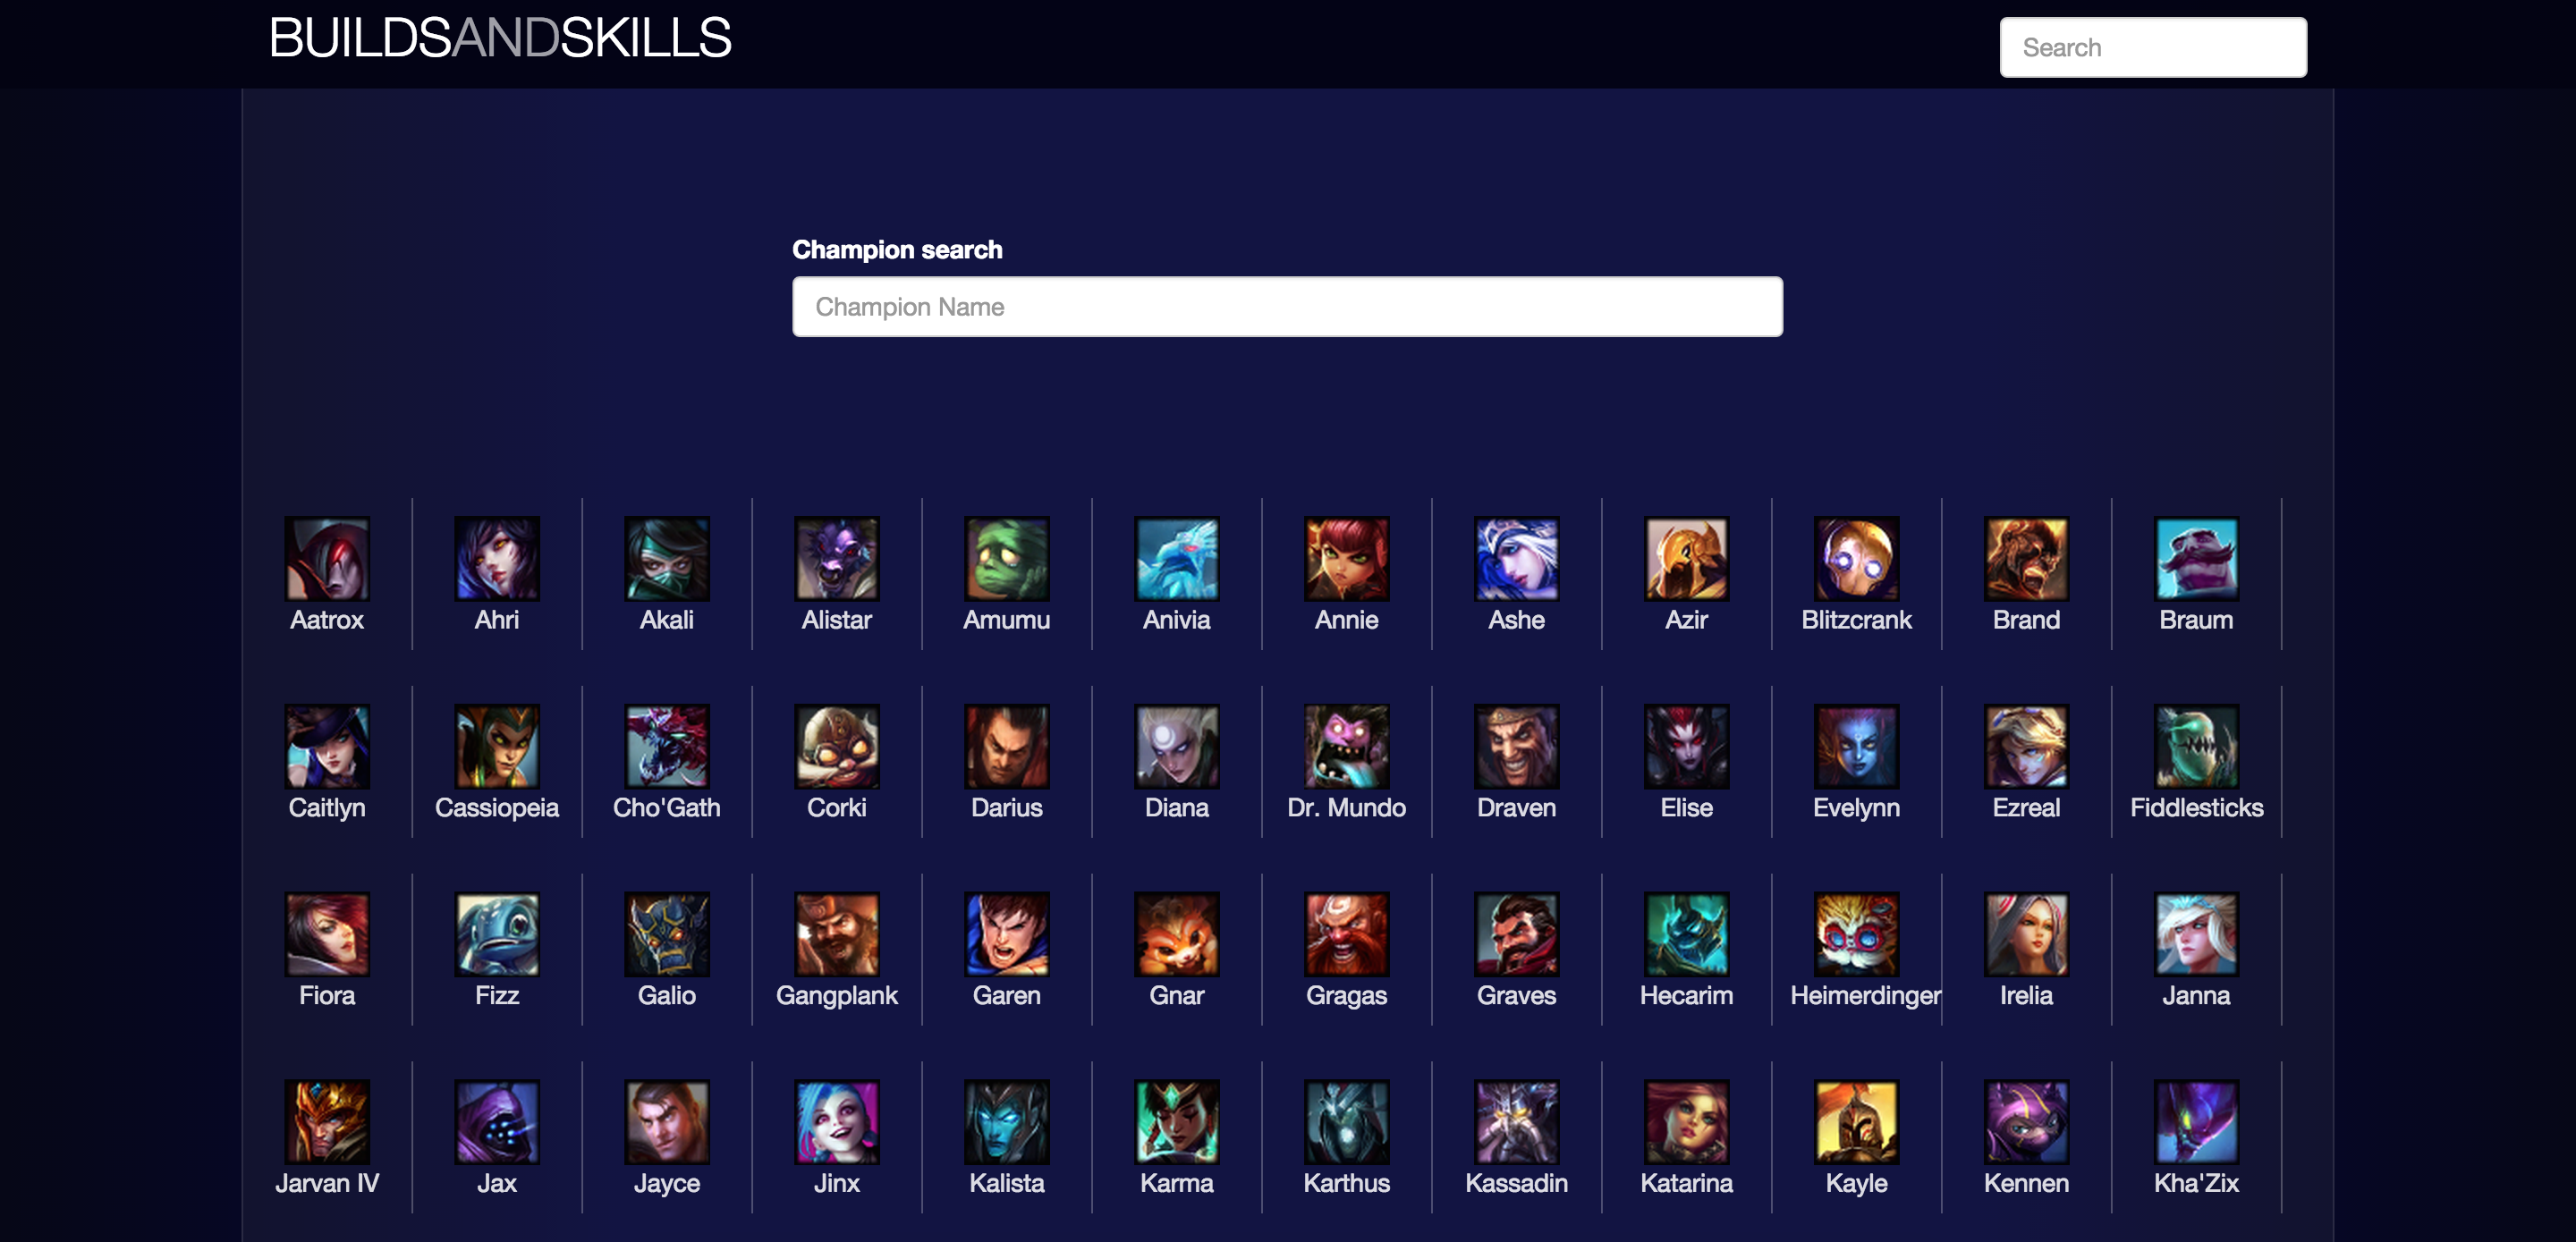 BUILDSANDSKILLS Search
Champion search
Champion Name
Aatrox Ahri Akali Alistar Amumu Anivia Annie Ashe Azir Blitzcrank Brand Braum
Caitlyn Cassiopeia Cho'Gath Corki Darius Diana Dr. Mundo Draven Elise Evelynn Ezreal Fiddlesticks
Fiora Fizz Galio Gangplank Garen Gnar Gragas Graves Hecarim Heimerdinger Irelia Janna
Jarvan IV Jax Jayce Jinx Kalista Karma Karthus Kassadin Katarina Kayle Kennen Kha'Zix